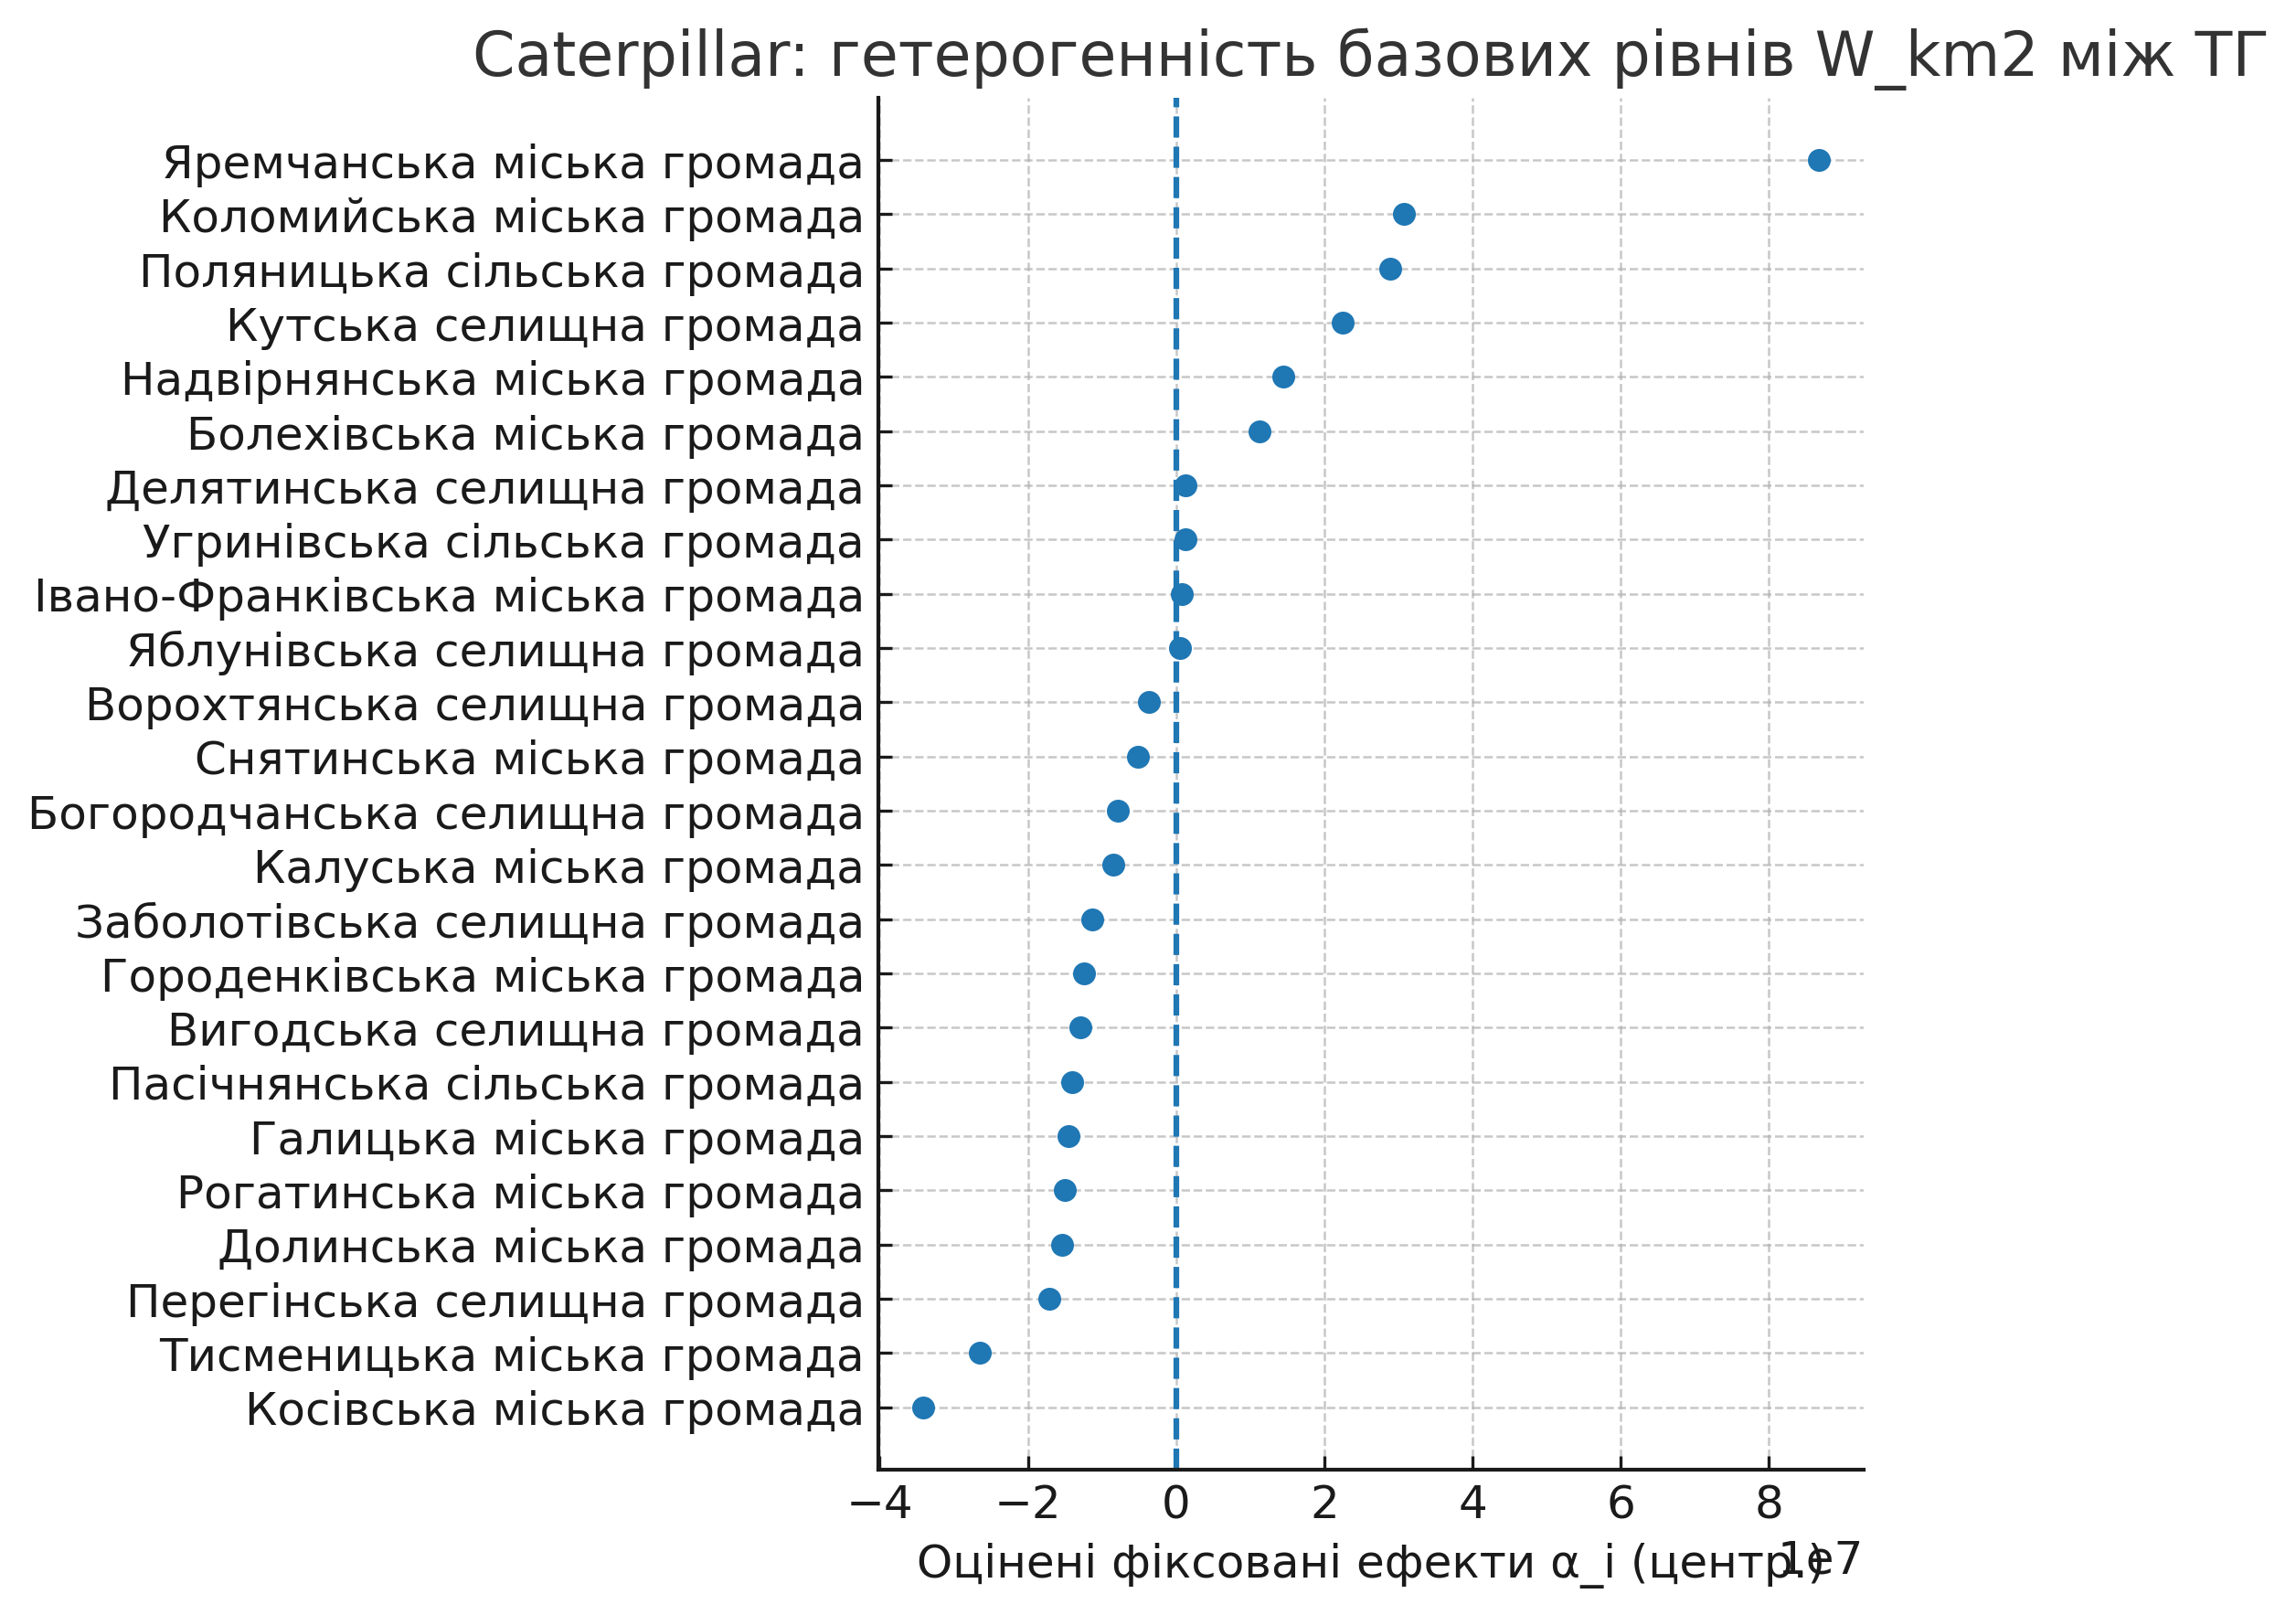 Caterpillar: гетерогенність базових рівнів W_km2 між ТГ
Яремчанська міська громада
Коломийська міська громада
Поляницька сільська громада
Кутська селищна громада
Надвірнянська міська громада
Болехівська міська громада
Делятинська селищна громада
Угринівська сільська громада
Івано-Франківська міська громада
Яблунівська селищна громада
Ворохтянська селищна громада
Снятинська міська громада
Богородчанська селищна громада
Калуська міська громада
Заболотівська селищна громада
Городенківська міська громада
Вигодська селищна громада
Пасічнянська сільська громада
Галицька міська громада
Рогатинська міська громада
Долинська міська громада
Перегінська селищна громада
Тисменицька міська громада
Косівська міська громада
−4 −2 0 2 4 6 8
Оцінені фіксовані ефекти α_i (центр.)
1e7